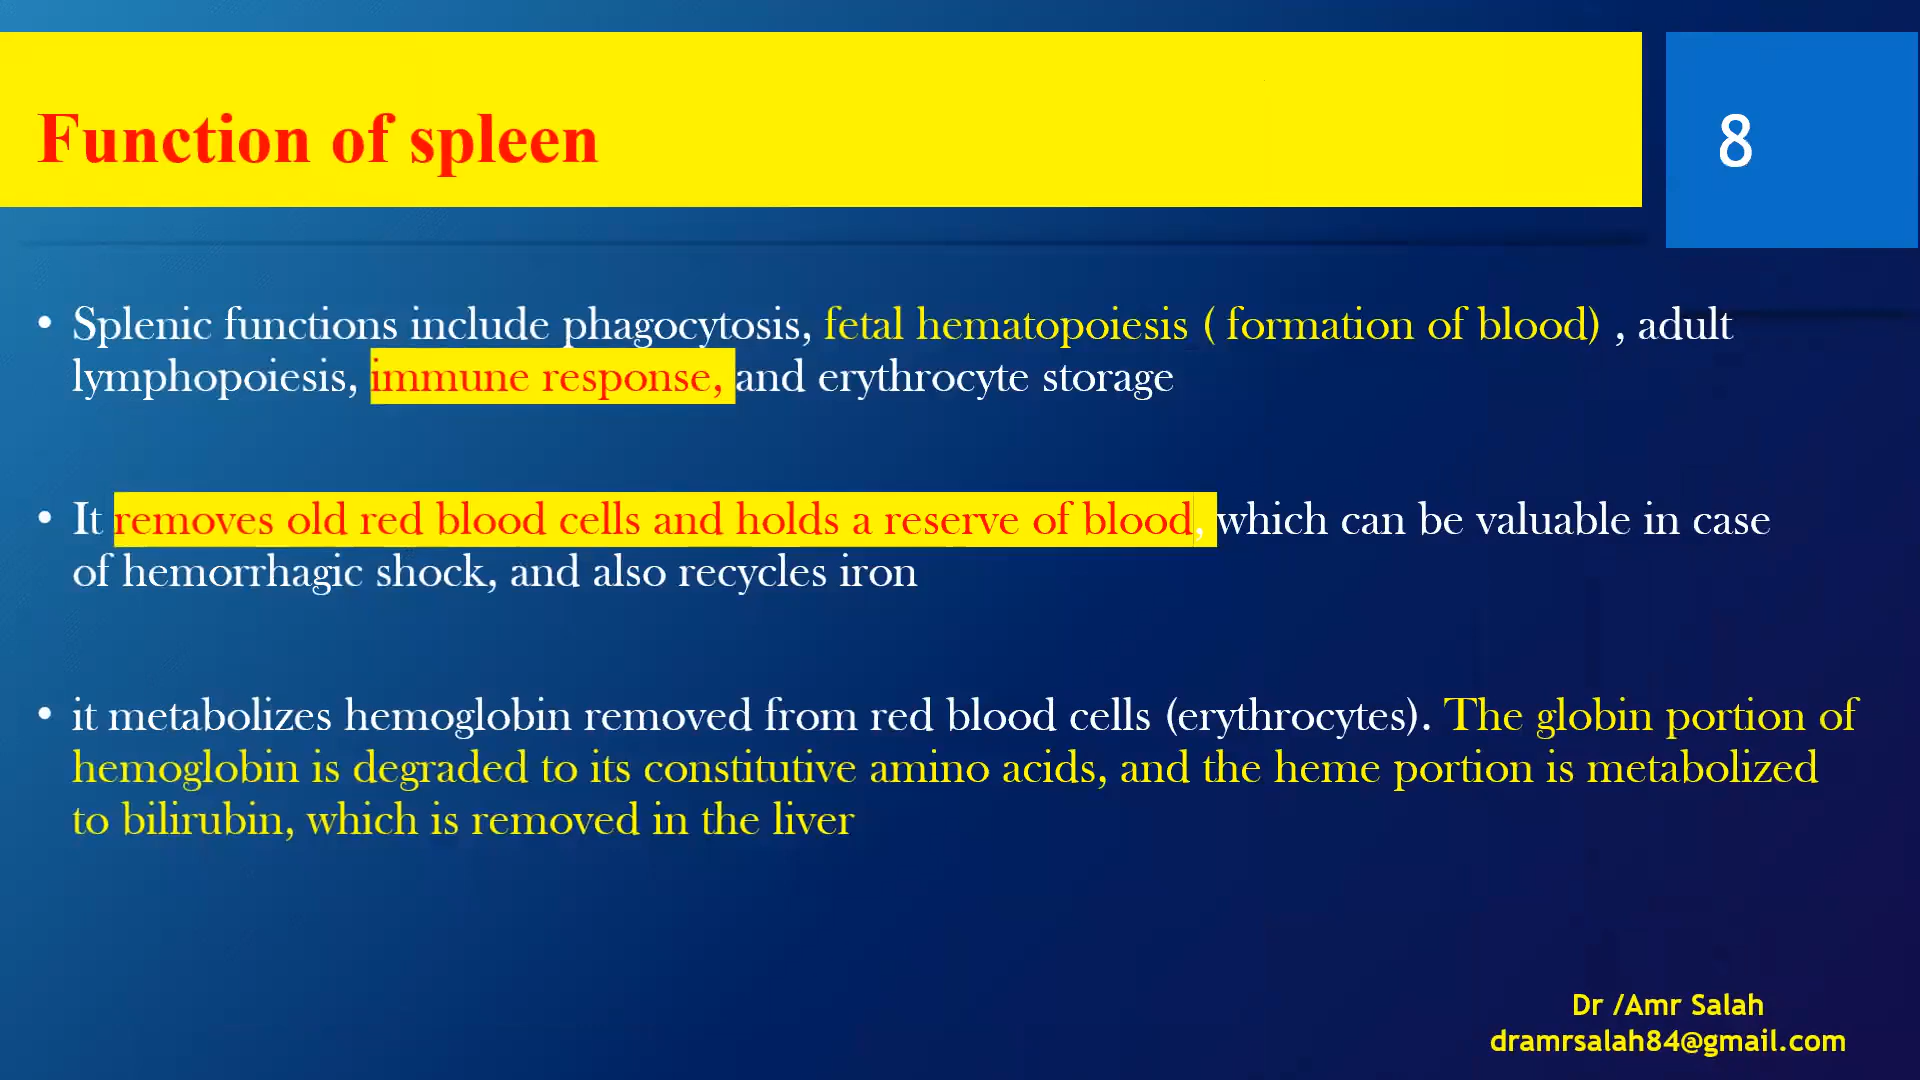 Function of spleen
8
• Splenic functions include phagocytosis, fetal hematopoiesis ( formation of blood) , adult
lymphopoiesis, immune response, and erythrocyte storage
• It removes old red blood cells and holds a reserve of blood, which can be valuable in case
of hemorrhagic shock, and also recycles iron
• it metabolizes hemoglobin removed from red blood cells (erythrocytes). The globin portion of
hemoglobin is degraded to its constitutive amino acids, and the heme portion is metabolized
to bilirubin, which is removed in the liver
Dr /Amr Salah
dramrsalah84@gmail.com